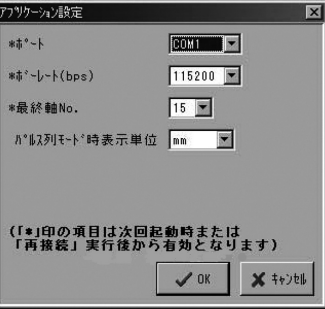 ｱﾌﾟﾘｹｰｼｮﾝ設定
*ﾎﾟｰﾄ COM1
*ﾎﾞｰﾚｰﾄ(bps) 115200
*最終軸No. 15
ﾊﾟﾙｽ列ﾓｰﾄﾞ時表示単位 mm
(「*」印の項目は次回起動時または
「再接続」実行後から有効となります)
OK ｷｬﾝｾﾙ